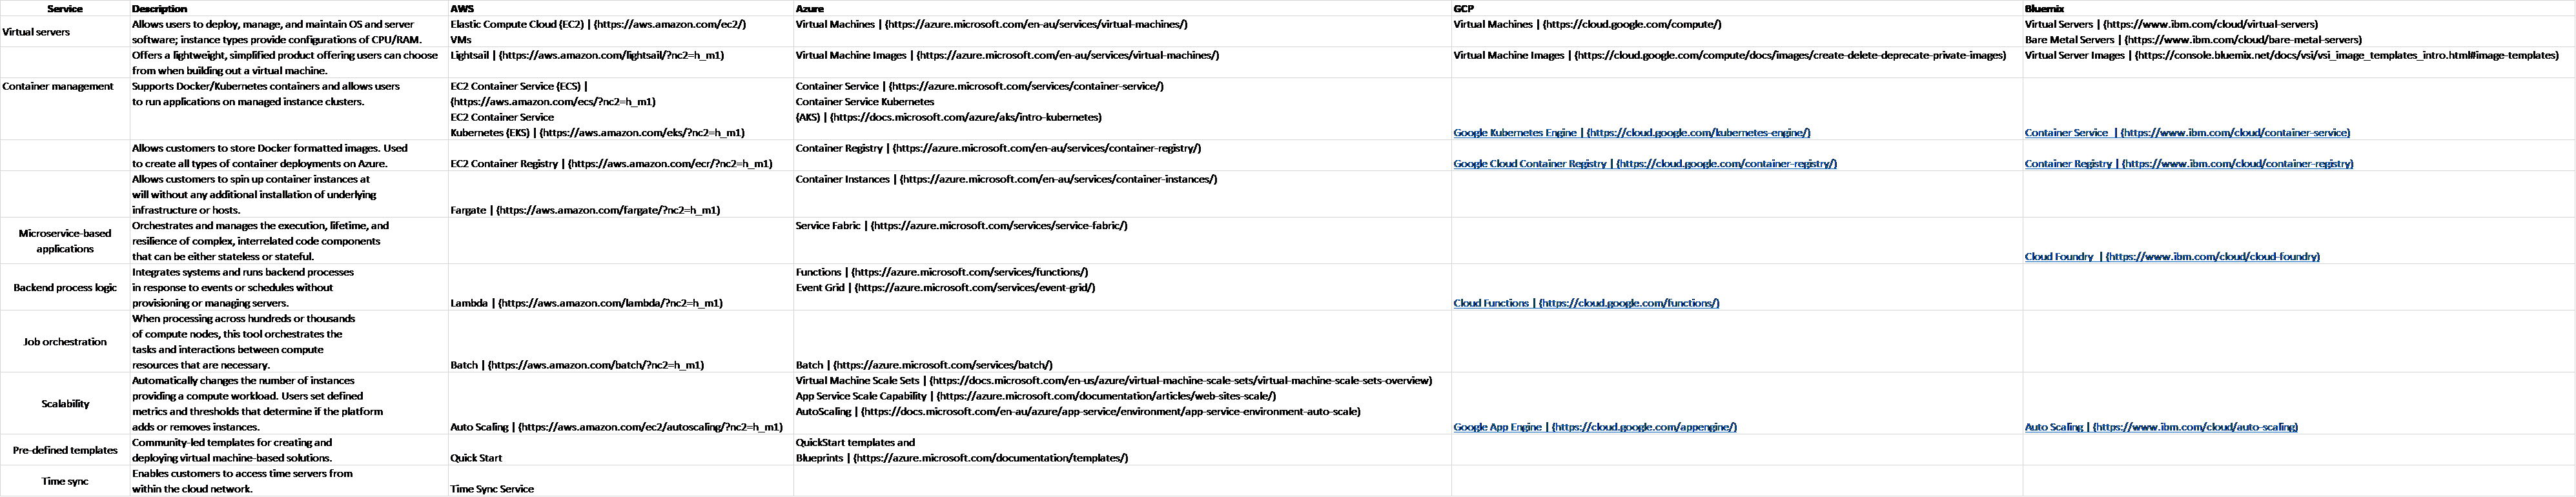 Service Description AWS Azure GCP Bluemix
Virtual servers
Allows users to deploy, manage, and maintain OS and server
software; instance types provide configurations of CPU/RAM.
Elastic Compute Cloud {EC2} | {https://aws.amazon.com/ec2/}
VMs
Virtual Machines | {https://azure.microsoft.com/en-au/services/virtual-machines/}
Virtual Machines | {https://cloud.google.com/compute/}
Virtual Servers | {https://www.ibm.com/cloud/virtual-servers}
Bare Metal Servers | {https://www.ibm.com/cloud/bare-metal-servers}
Offers a lightweight, simplified product offering users can choose
from when building out a virtual machine.
Lightsail | {https://aws.amazon.com/lightsail/?nc2=h_m1}
Virtual Machine Images | {https://azure.microsoft.com/en-au/services/virtual-machines/}
Virtual Machine Images | {https://cloud.google.com/compute/docs/images/create-delete-deprecate-private-images}
Virtual Server Images | {https://console.bluemix.net/docs/vsi/vsi_image_templates_intro.html#image-templates}
Container management
Supports Docker/Kubernetes containers and allows users
to run applications on managed instance clusters.
EC2 Container Service {ECS} |
{https://aws.amazon.com/ecs/?nc2=h_m1}
EC2 Container Service
Kubernetes {EKS} | {https://aws.amazon.com/eks/?nc2=h_m1}
Container Service | {https://azure.microsoft.com/services/container-service/}
Container Service Kubernetes
{AKS} | {https://docs.microsoft.com/azure/aks/intro-kubernetes}
Google Kubernetes Engine | {https://cloud.google.com/kubernetes-engine/}
Container Service | {https://www.ibm.com/cloud/container-service}
Allows customers to store Docker formatted images. Used
to create all types of container deployments on Azure.
EC2 Container Registry | {https://aws.amazon.com/ecr/?nc2=h_m1}
Container Registry | {https://azure.microsoft.com/en-au/services/container-registry/}
Google Cloud Container Registry | {https://cloud.google.com/container-registry/}
Container Registry | {https://www.ibm.com/cloud/container-registry}
Allows customers to spin up container instances at
will without any additional installation of underlying
infrastructure or hosts.
Fargate | {https://aws.amazon.com/fargate/?nc2=h_m1}
Container Instances | {https://azure.microsoft.com/en-au/services/container-instances/}
Microservice-based
applications
Orchestrates and manages the execution, lifetime, and
resilience of complex, interrelated code components
that can be either stateless or stateful.
Service Fabric | {https://azure.microsoft.com/services/service-fabric/}
Cloud Foundry | {https://www.ibm.com/cloud/cloud-foundry}
Backend process logic
Integrates systems and runs backend processes
in response to events or schedules without
provisioning or managing servers.
Lambda | {https://aws.amazon.com/lambda/?nc2=h_m1}
Functions | {https://azure.microsoft.com/services/functions/}
Event Grid | {https://azure.microsoft.com/services/event-grid/}
Cloud Functions | {https://cloud.google.com/functions/}
Job orchestration
When processing across hundreds or thousands
of compute nodes, this tool orchestrates the
tasks and interactions between compute
resources that are necessary.
Batch | {https://aws.amazon.com/batch/?nc2=h_m1}
Batch | {https://azure.microsoft.com/services/batch/}
Scalability
Automatically changes the number of instances
providing a compute workload. Users set defined
metrics and thresholds that determine if the platform
adds or removes instances.
Auto Scaling | {https://aws.amazon.com/ec2/autoscaling/?nc2=h_m1}
Virtual Machine Scale Sets | {https://docs.microsoft.com/en-us/azure/virtual-machine-scale-sets/virtual-machine-scale-sets-overview}
App Service Scale Capability | {https://azure.microsoft.com/documentation/articles/web-sites-scale/}
AutoScaling | {https://docs.microsoft.com/en-au/azure/app-service/environment/app-service-environment-auto-scale}
Google App Engine | {https://cloud.google.com/appengine/}
Auto Scaling | {https://www.ibm.com/cloud/auto-scaling}
Pre-defined templates
Community-led templates for creating and
deploying virtual machine-based solutions.
Quick Start
QuickStart templates and
Blueprints | {https://azure.microsoft.com/documentation/templates/}
Time sync
Enables customers to access time servers from
within the cloud network.
Time Sync Service